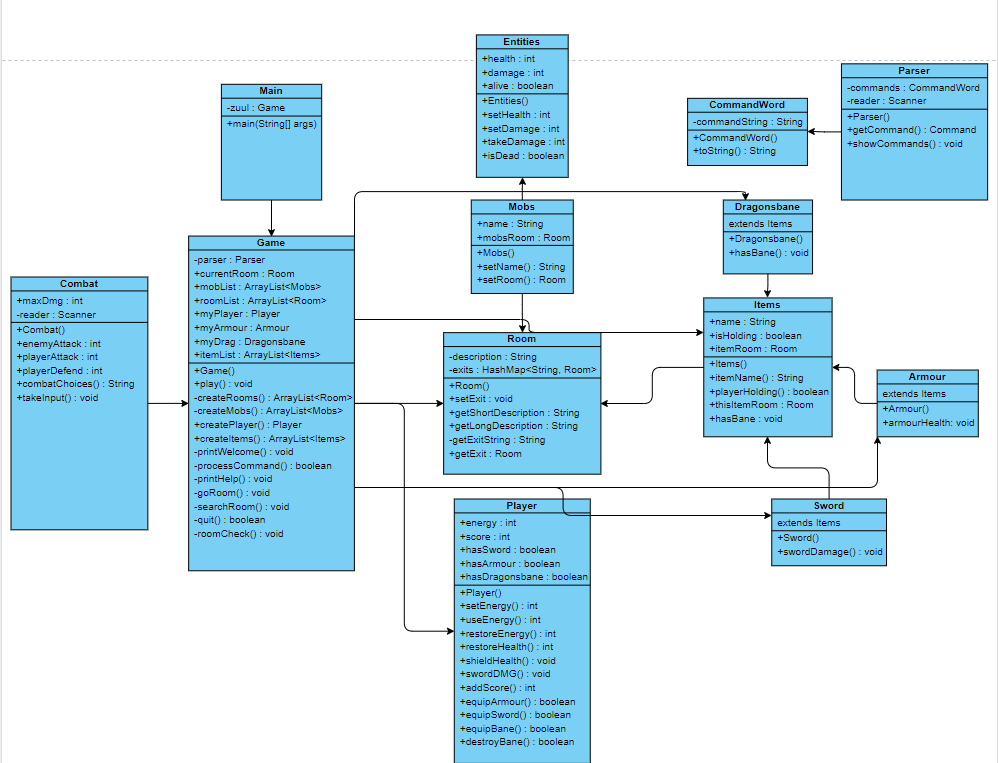 Entities
+health : int
+damage : int
+alive : boolean
+Entities()
+setHealth : int
+setDamage : int
+takeDamage : int
+isDead : boolean
Main
-zuul : Game
+main(String[] args)
CommandWord
-commandString : String
+CommandWord()
+toString() : String
Parser
-commands : CommandWord
-reader : Scanner
+Parser()
+getCommand() : Command
+showCommands() : void
Mobs
+name : String
+mobsRoom : Room
+Mobs()
+setName() : String
+setRoom() : Room
Dragonsbane
extends Items
+Dragonsbane()
+hasBane() : void
Game
-parser : Parser
+currentRoom : Room
+mobList : ArrayList<Mobs>
+roomList : ArrayList<Room>
+myPlayer : Player
+myArmour : Armour
+myDrag : Dragonsbane
+itemList : ArrayList<Items>
+Game()
+play() : void
-createRooms() : ArrayList<Room>
-createMobs() : ArrayList<Mobs>
+createPlayer() : Player
+createItems() : ArrayList<Items>
-printWelcome() : void
-processCommand() : boolean
-printHelp() : void
-goRoom() : void
-searchRoom() : void
-quit() : boolean
-roomCheck() : void
Combat
+maxDmg : int
-reader : Scanner
+Combat()
+enemyAttack : int
+playerAttack : int
+playerDefend : int
+combatChoices() : String
+takeInput() : void
Room
-description : String
-exits : HashMap<String, Room>
+Room()
+setExit : void
+getShortDescription : String
+getLongDescription : String
-getExitString : String
+getExit : Room
Items
+name : String
+isHolding : boolean
+itemRoom : Room
+Items()
+itemName() : String
+playerHolding() : boolean
+thisItemRoom : Room
+hasBane : void
Armour
extends Items
+Armour()
+armourHealth: void
Player
+energy : int
+score : int
+hasSword : boolean
+hasArmour : boolean
+hasDragonsbane : boolean
+Player()
+setEnergy() : int
+useEnergy() : int
+restoreEnergy() : int
+restoreHealth() : int
+shieldHealth() : void
+swordDMG() : void
+addScore() : int
+equipArmour() : boolean
+equipSword() : boolean
+equipBane() : boolean
+destroyBane() : boolean
Sword
extends Items
+Sword()
+swordDamage() : void